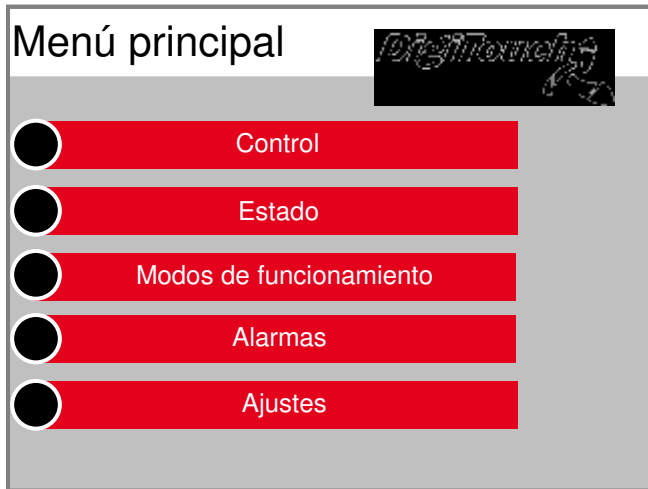 Menú principal
DigiTouch
Control
Estado
Modos de funcionamiento
Alarmas
Ajustes